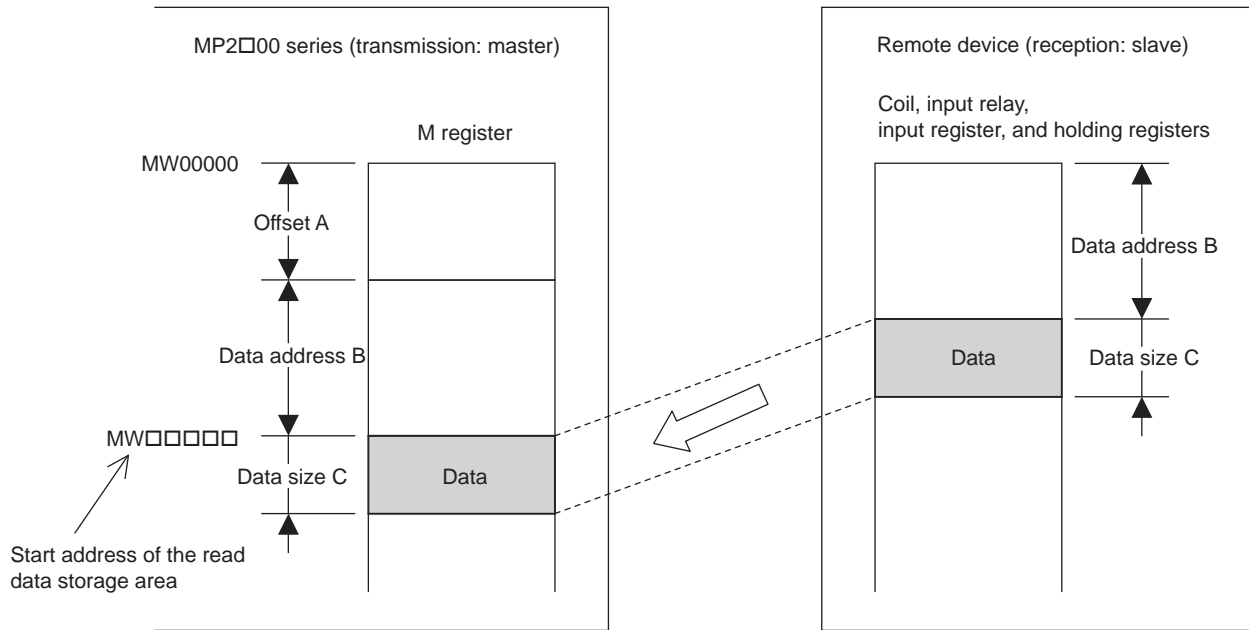 MP2□00 series (transmission: master)
Remote device (reception: slave)
Coil, input relay,
input register, and holding registers
M register
MW00000
Offset A
Data address B
Data address B
Data
Data size C
MW□□□□□
Data size C
Data
Start address of the read
data storage area